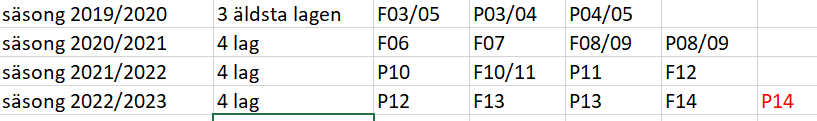 säsong 2019/2020 3 äldsta lagen F03/05 P03/04 P04/05
säsong 2020/2021 4 lag F06 F07 F08/09 P08/09
säsong 2021/2022 4 lag P10 F10/11 P11 F12
säsong 2022/2023 4 lag P12 F13 P13 F14 P14